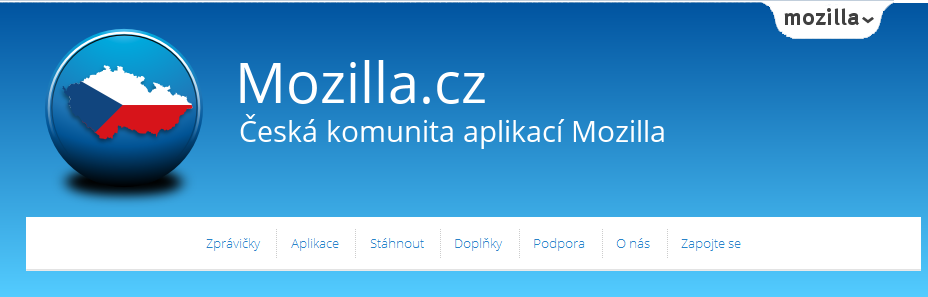 mozilla
Mozilla.cz
Česká komunita aplikací Mozilla
Zprávičky Aplikace Stáhnout Doplňky Podpora O nás Zapojte se